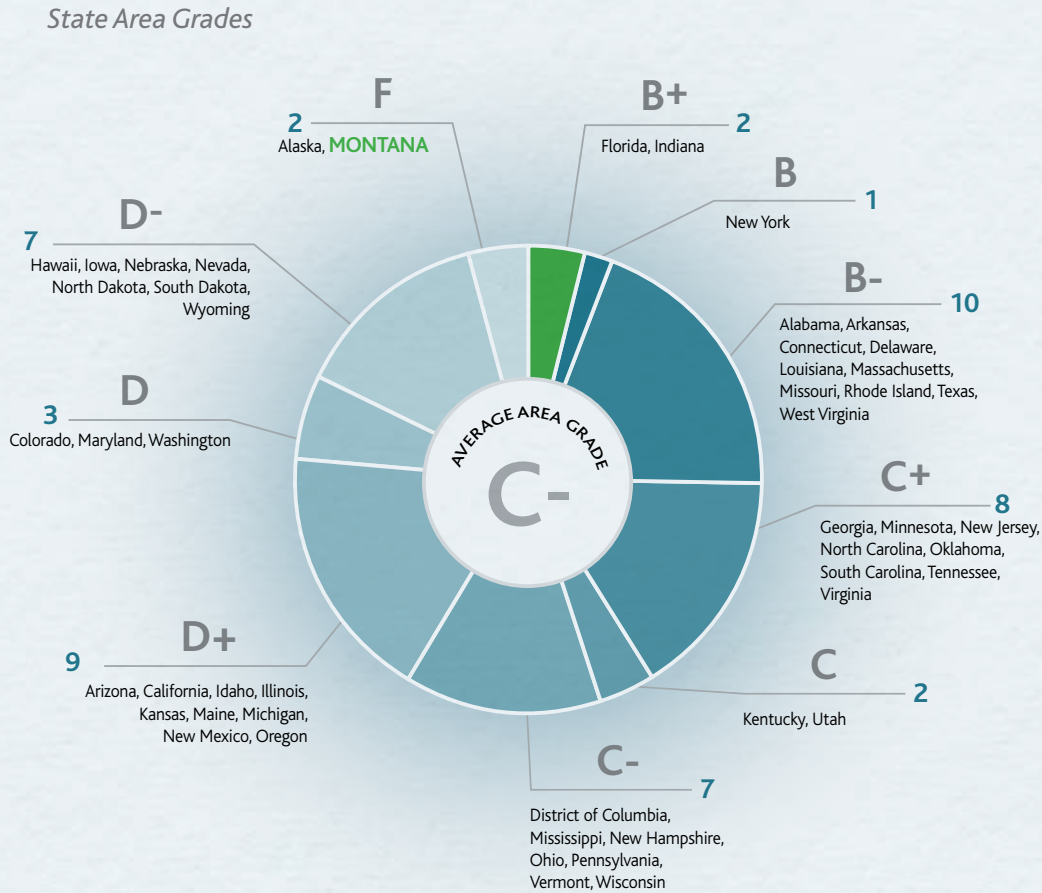 State Area Grades
F
2
Alaska, MONTANA
B+
2
Florida, Indiana
B
1
New York
B-
10
Alabama, Arkansas,
Connecticut, Delaware,
Louisiana, Massachusetts,
Missouri, Rhode Island, Texas,
West Virginia
C+
8
Georgia, Minnesota, New Jersey,
North Carolina, Oklahoma,
South Carolina, Tennessee,
Virginia
C
2
Kentucky, Utah
C-
7
District of Columbia,
Mississippi, New Hampshire,
Ohio, Pennsylvania,
Vermont, Wisconsin
D+
9
Arizona, California, Idaho, Illinois,
Kansas, Maine, Michigan,
New Mexico, Oregon
D
3
Colorado, Maryland, Washington
D-
7
Hawaii, Iowa, Nebraska, Nevada,
North Dakota, South Dakota,
Wyoming
AVERAGE AREA GRADE
C-